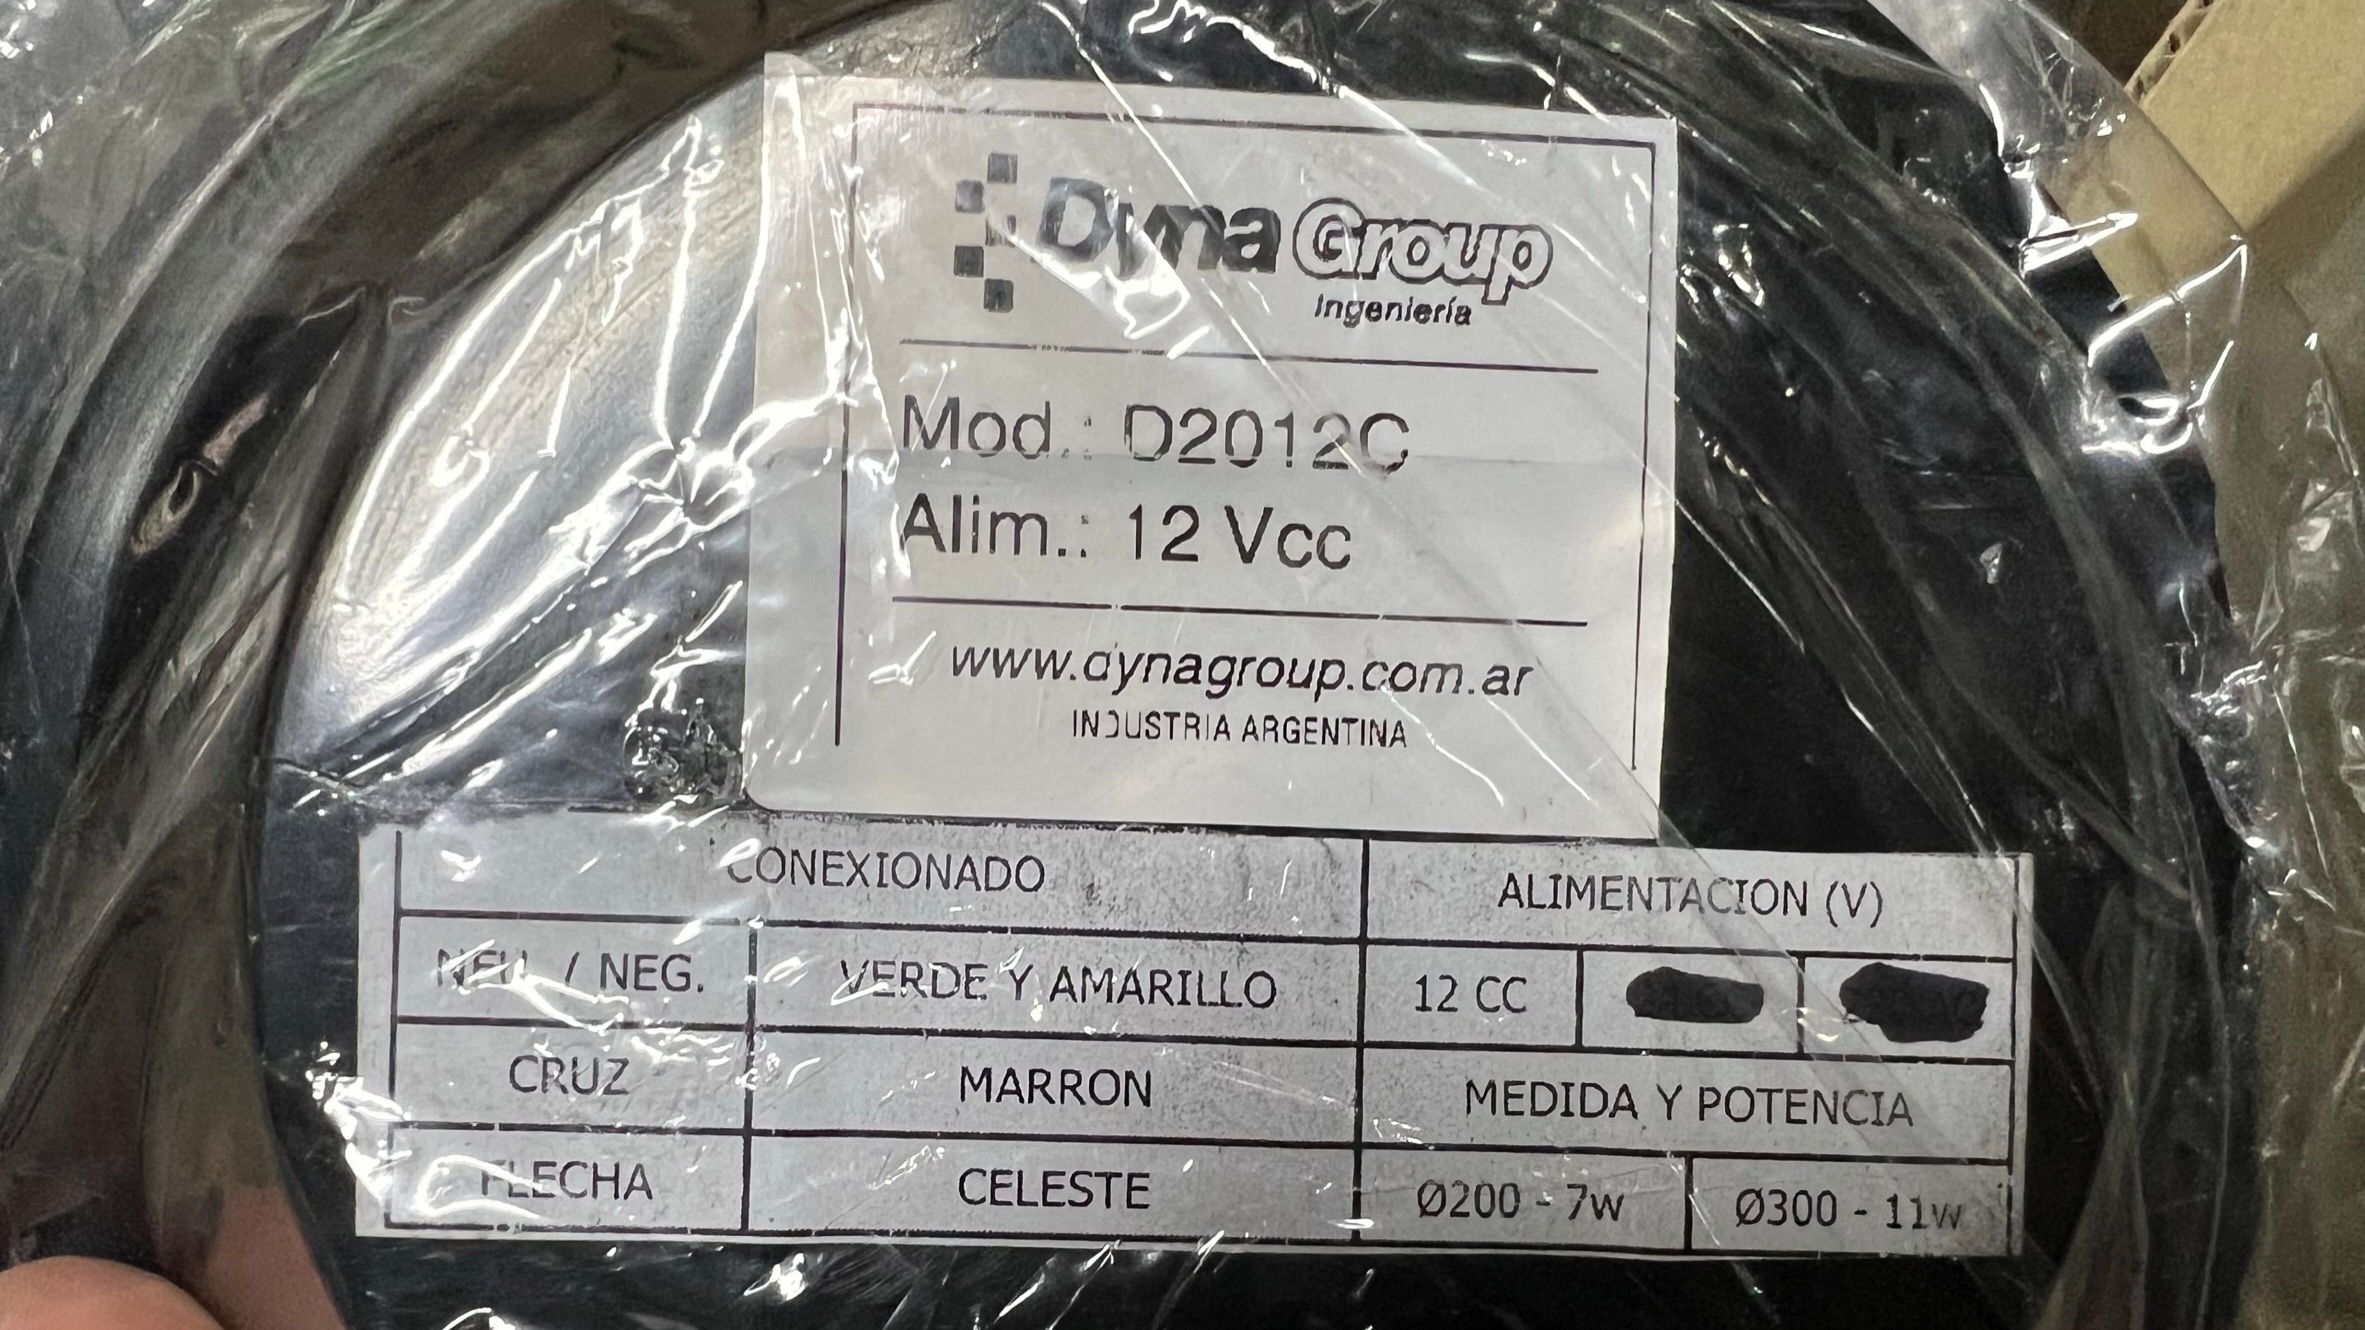 Dyna Group
Ingeniería
Mod.: D2012C
Alim.: 12 Vcc
www.dynagroup.com.ar
INDUSTRIA ARGENTINA
CONEXIONADO
ALIMENTACION (V)
NEU. / NEG.
VERDE Y AMARILLO
12 CC
CRUZ
MARRON
MEDIDA Y POTENCIA
FLECHA
CELESTE
Ø200 - 7W
Ø300 - 11W